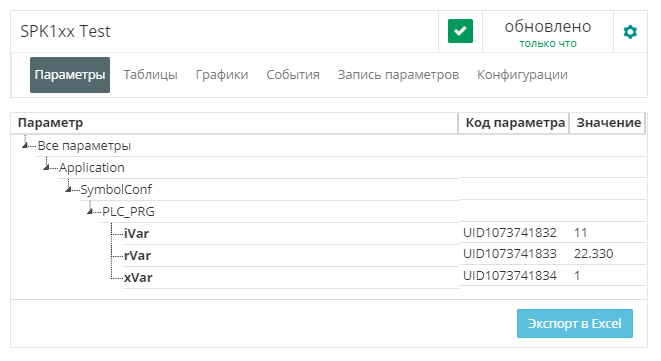 SPK1xx Test
обновлено
только что
Параметры Таблицы Графики События Запись параметров Конфигурации
Параметр Код параметра Значение
Все параметры
Application
SymbolConf
PLC_PRG
iVar UID1073741832 11
rVar UID1073741833 22.330
xVar UID1073741834 1
Экспорт в Excel